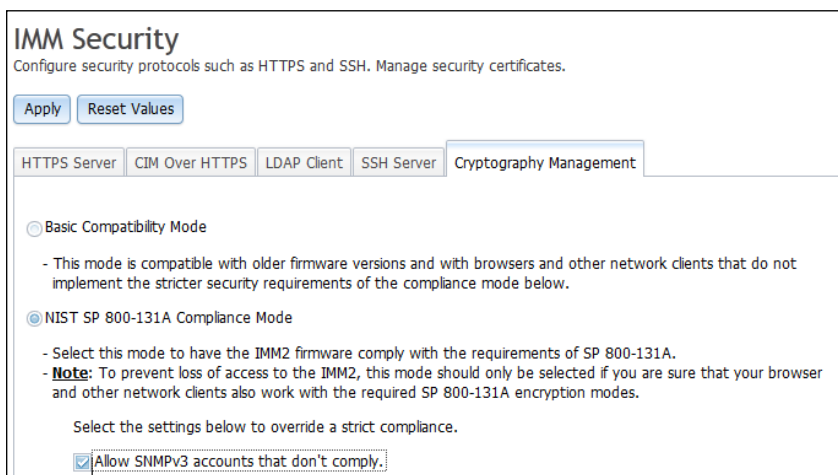 IMM Security
Configure security protocols such as HTTPS and SSH. Manage security certificates.
Apply Reset Values
HTTPS Server CIM Over HTTPS LDAP Client SSH Server Cryptography Management
Basic Compatibility Mode
- This mode is compatible with older firmware versions and with browsers and other network clients that do not
implement the stricter security requirements of the compliance mode below.
NIST SP 800-131A Compliance Mode
- Select this mode to have the IMM2 firmware comply with the requirements of SP 800-131A.
- Note: To prevent loss of access to the IMM2, this mode should only be selected if you are sure that your browser
and other network clients also work with the required SP 800-131A encryption modes.
Select the settings below to override a strict compliance.
Allow SNMPv3 accounts that don't comply.